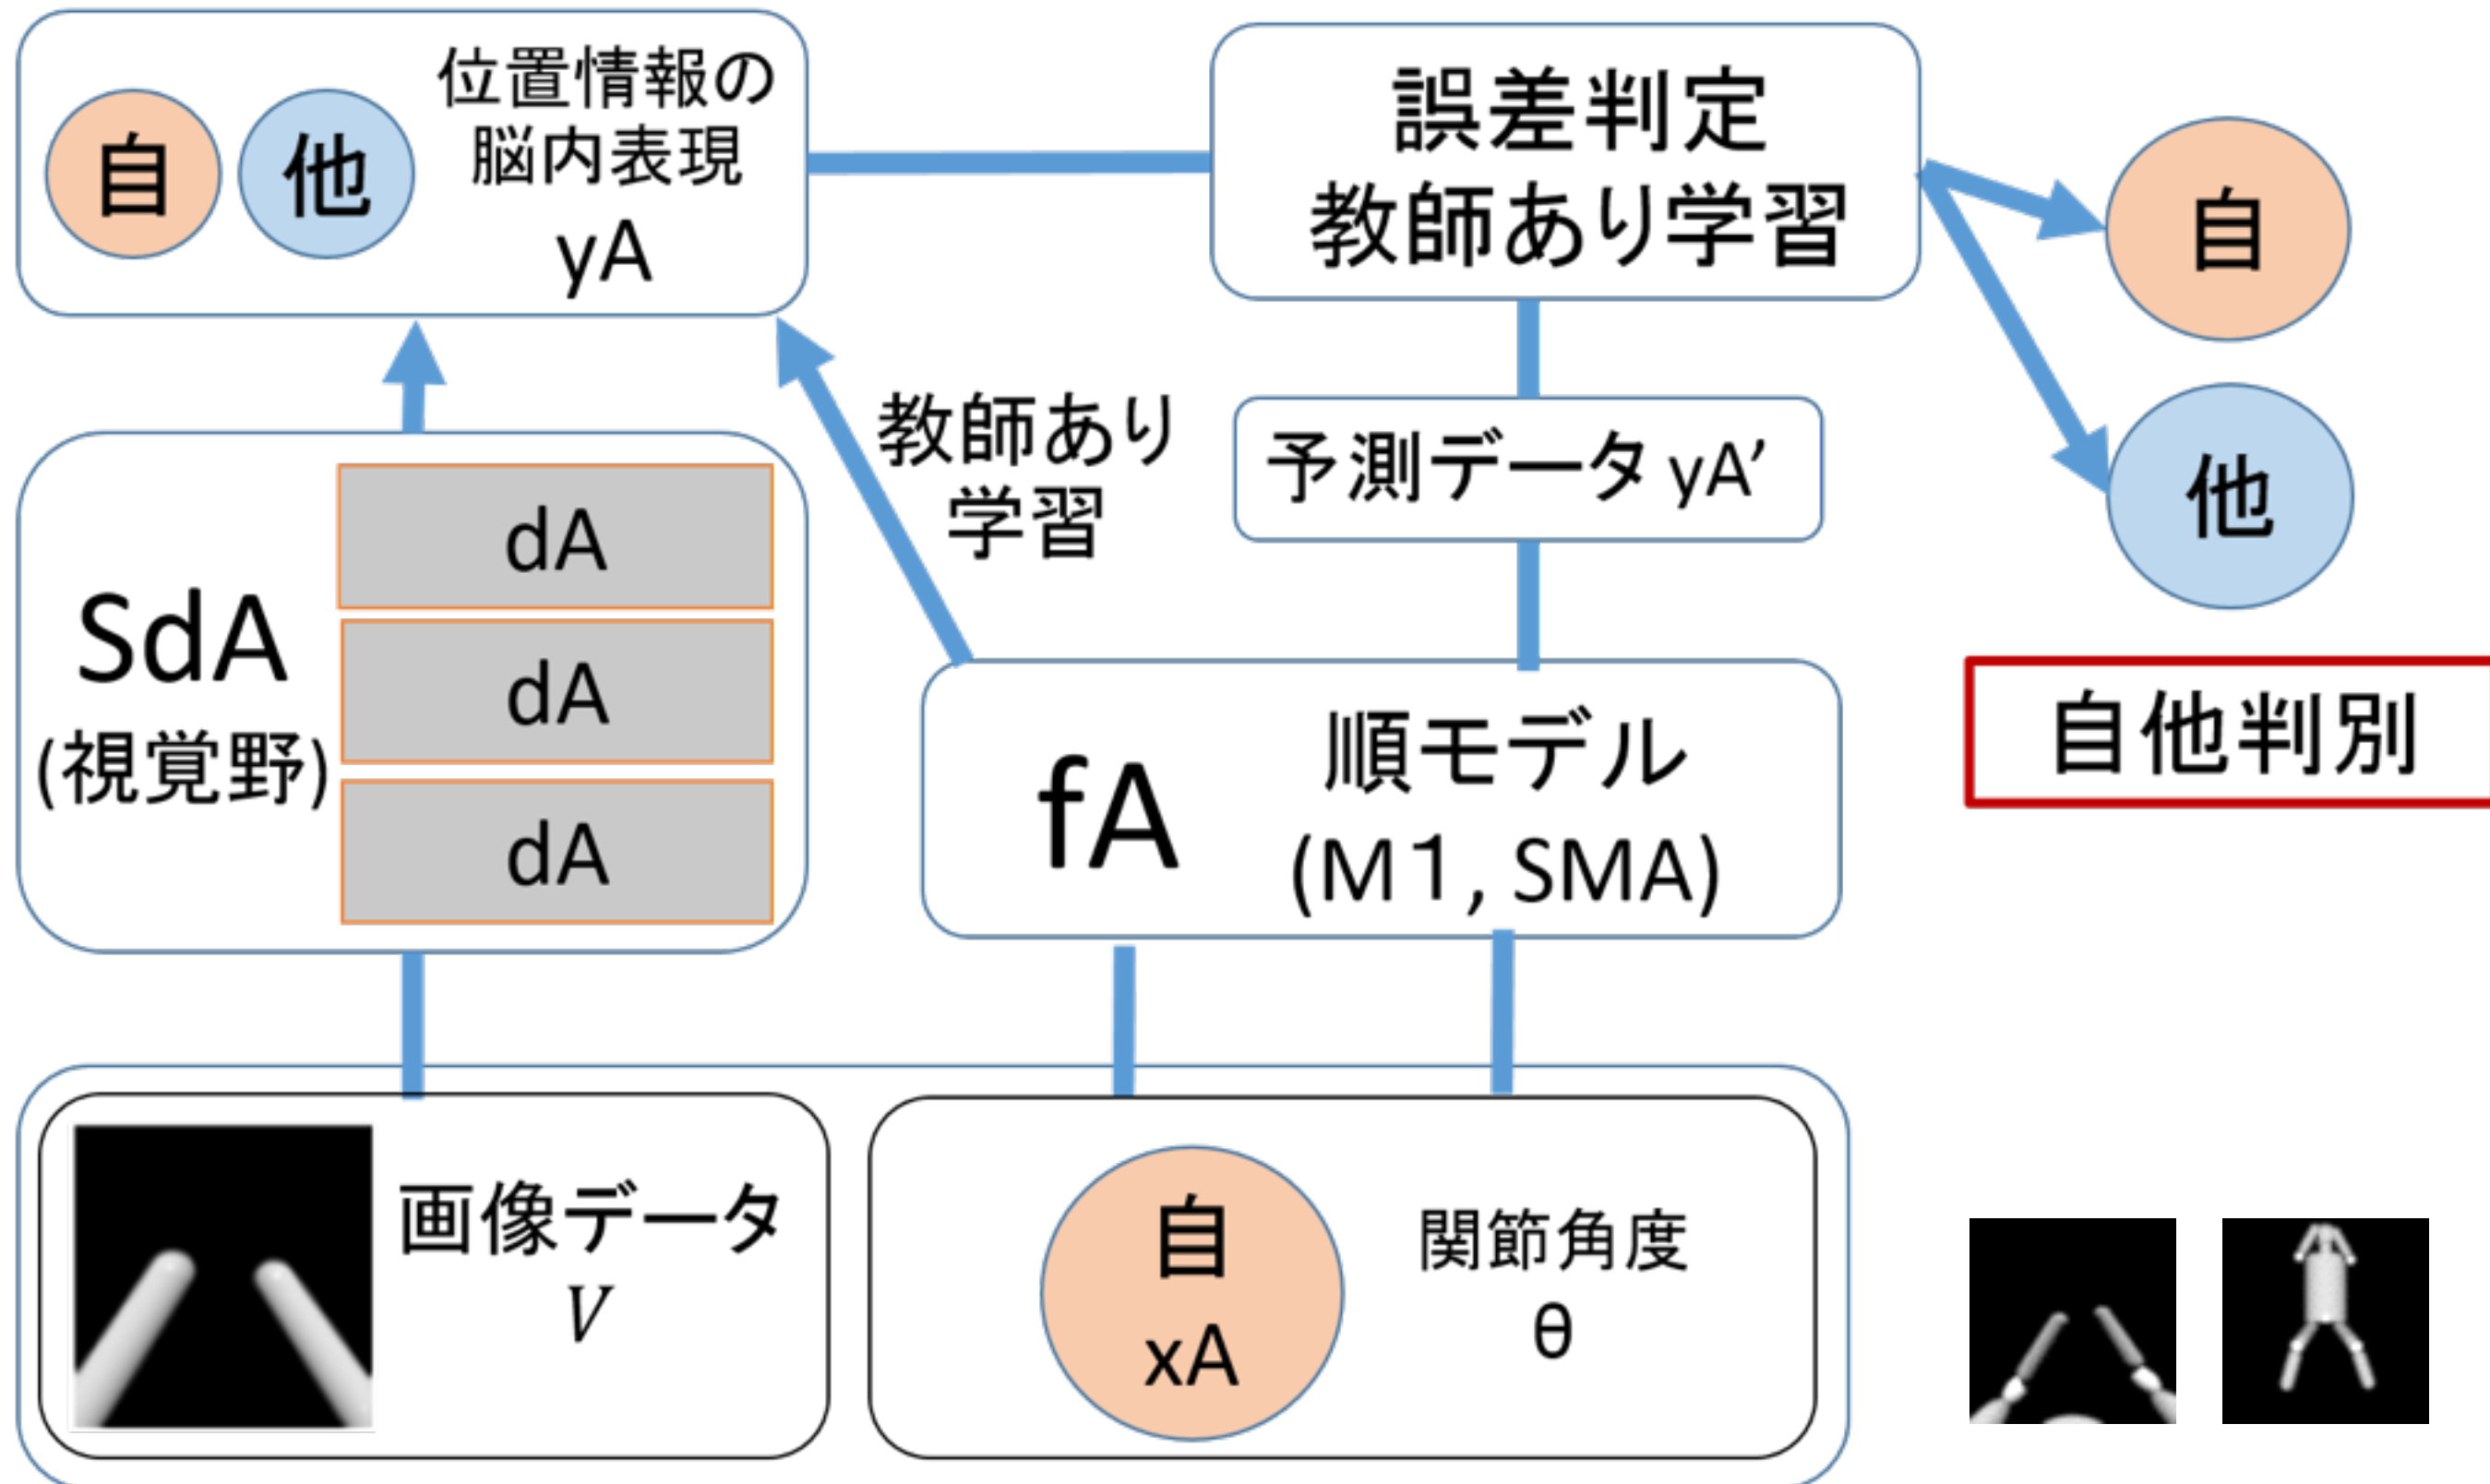 自
他
位置情報の
脳内表現
yA
誤差判定
教師あり学習
自
他
教師あり
学習
予測データ yA’
SdA
(視覚野)
dA
dA
dA
fA
順モデル
(M１, SMA)
自他判別
画像データ
V
自
xA
関節角度
θ